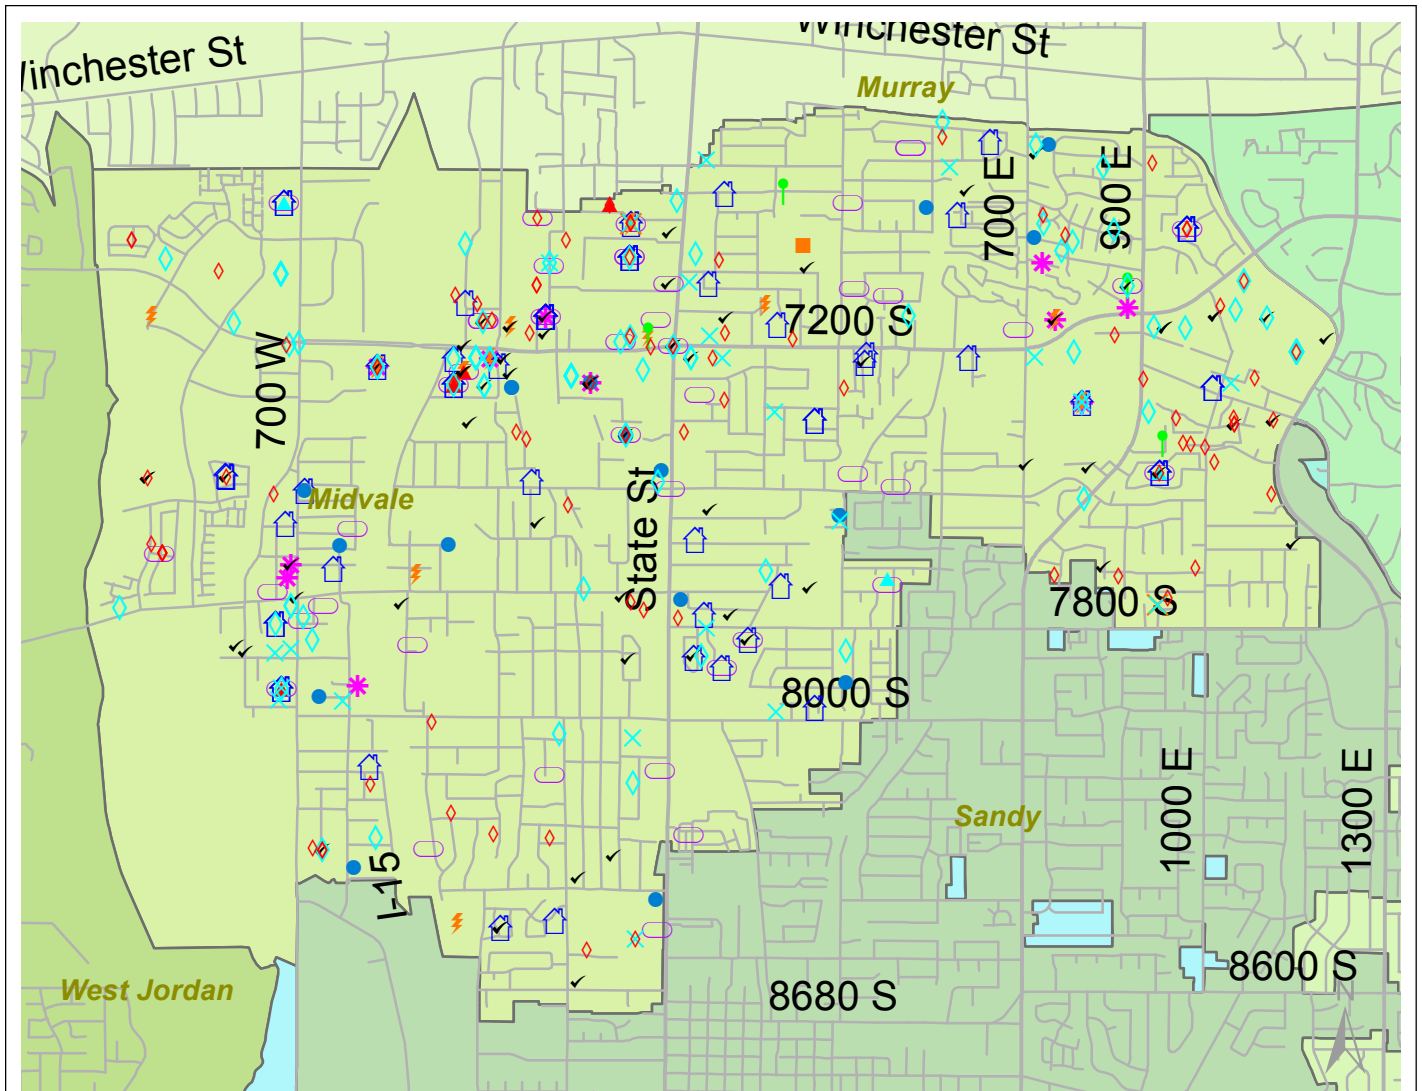 Winchester St
Winchester St
Murray
700 E
900 E
7200 S
700 W
Midvale
State St
7800 S
8000 S
Sandy
1000 E
1300 E
I-15
8600 S
West Jordan
8680 S